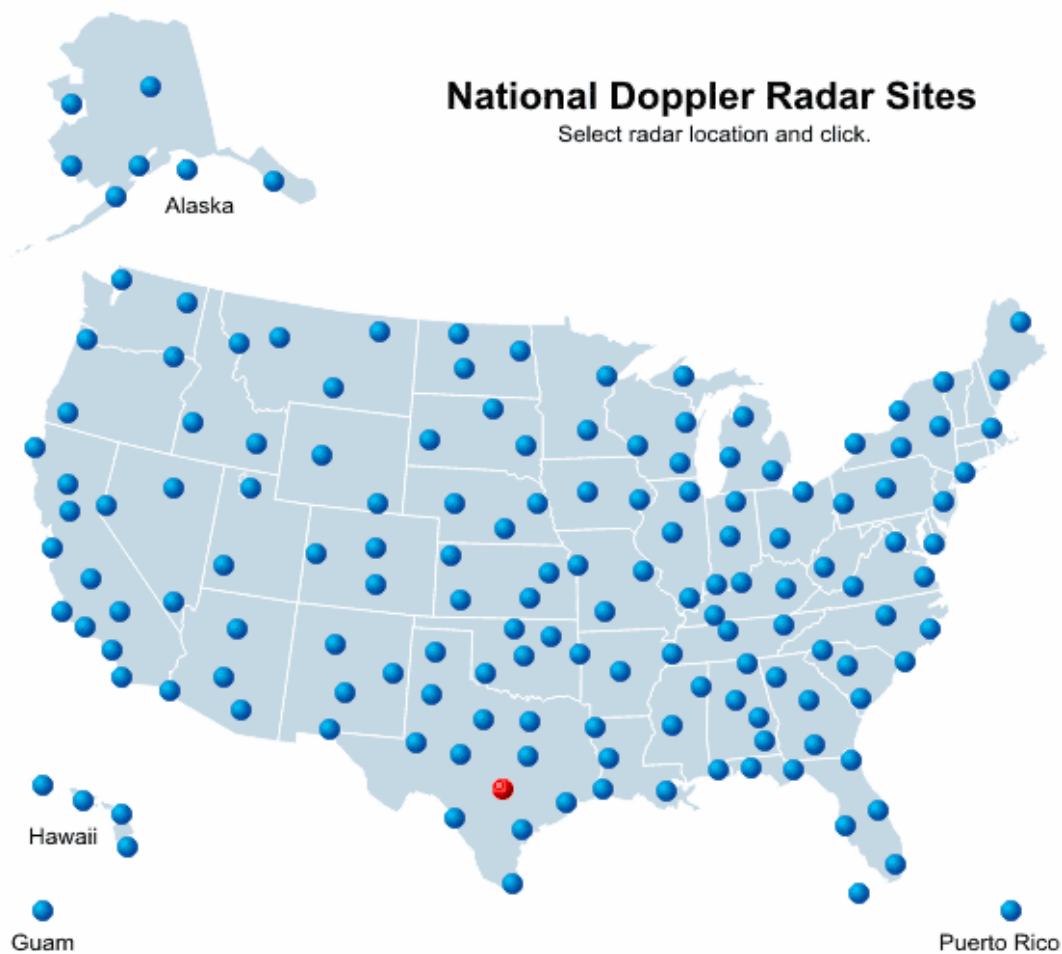 National Doppler Radar Sites
Select radar location and click.
Alaska
Hawaii
Guam
Puerto Rico